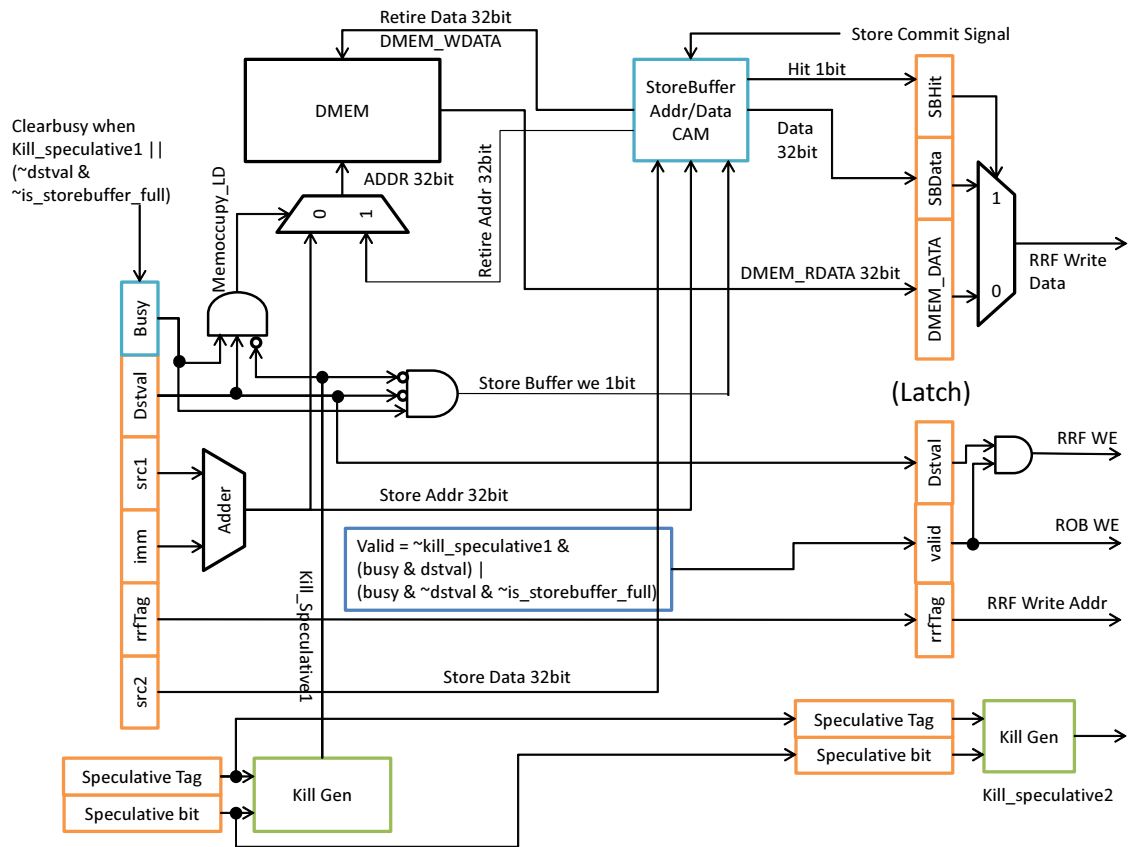 Retire Data 32bit
DMEM_WDATA
Store Commit Signal
Hit 1bit
StoreBuffer
Addr/Data
CAM
DMEM
SBHit
Data
32bit
Clearbusy when
Kill_speculative1 ||
(~dstval &
~is_storebuffer_full)
ADDR 32bit
Memoccupy_LD
0
1
Retire Addr 32bit
SBData
1
0
DMEM_RDATA 32bit
DMEM_DATA
RRF Write
Data
Busy
Dstval
Store Buffer we 1bit
(Latch)
RRF WE
Dstval
src1
Adder
Store Addr 32bit
imm
Valid = ~kill_speculative1 &
(busy & dstval) |
(busy & ~dstval & ~is_storebuffer_full)
valid
ROB WE
Kill_Speculative1
rrfTag
rrfTag
RRF Write Addr
src2
Store Data 32bit
Speculative Tag
Speculative bit
Kill Gen
Kill_speculative2
Speculative Tag
Speculative bit
Kill Gen